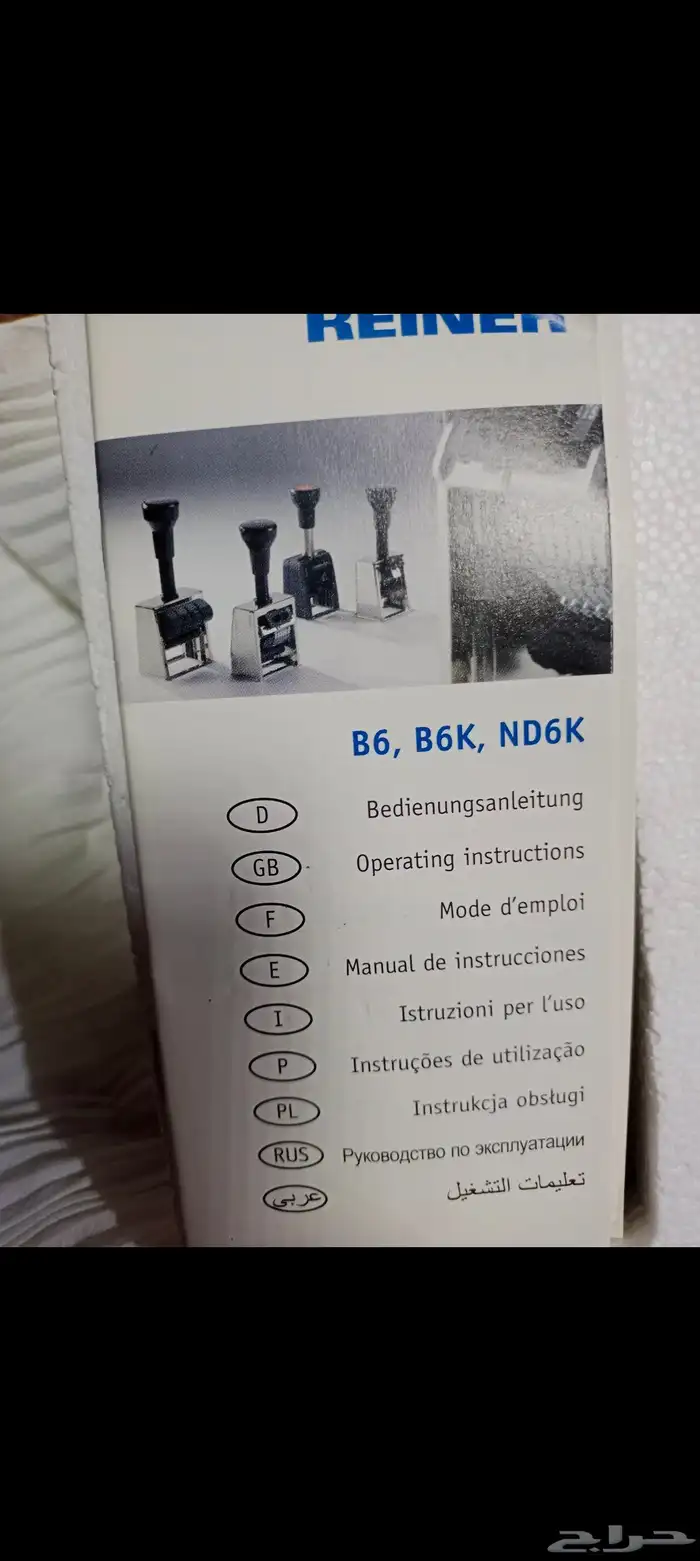 REINER
B6, B6K, ND6K
D Bedienungsanleitung
GB Operating instructions
F Mode d'emploi
E Manual de instrucciones
I Istruzioni per l'uso
P Instruções de utilização
PL Instrukcja obsługi
RUS Руководство по эксплуатации
عربي تعليمات التشغيل
حراج